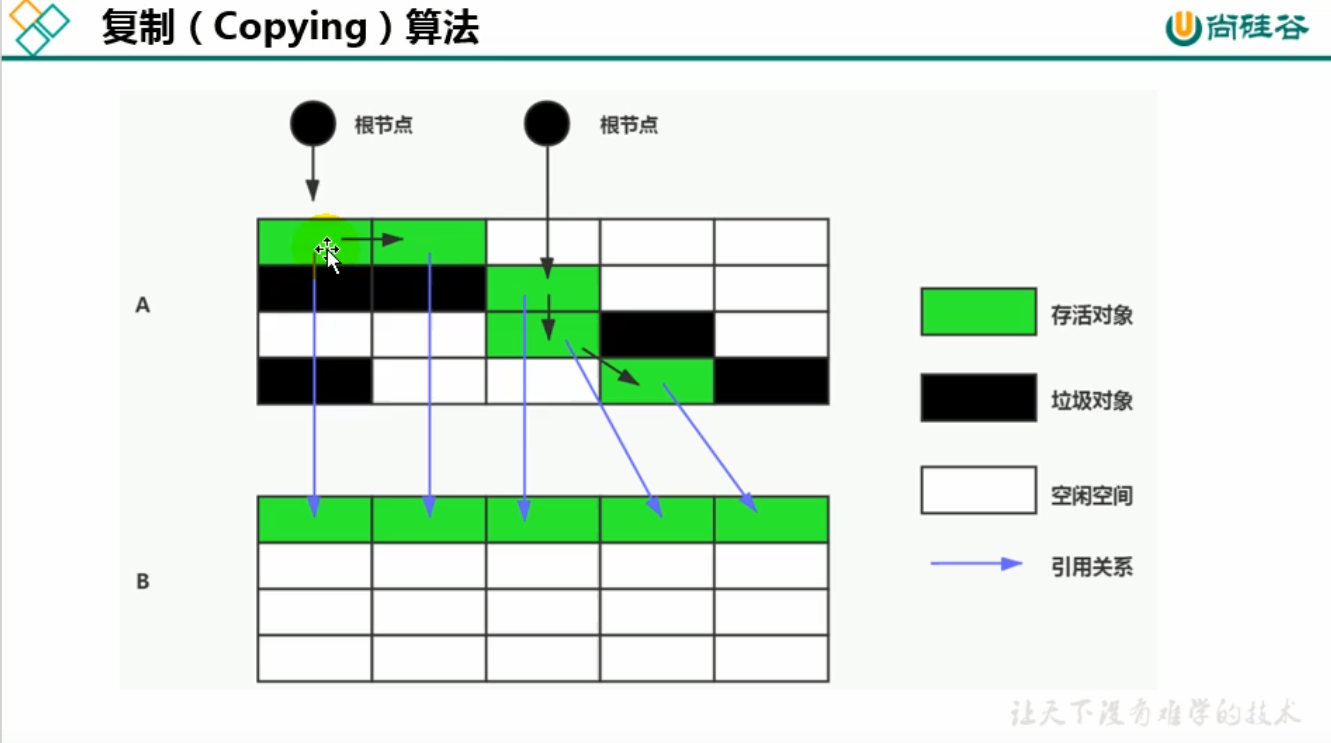 复制（Copying）算法
尚硅谷
根节点
根节点
A
存活对象
垃圾对象
空闲空间
引用关系
B
让天下没有难学的技术